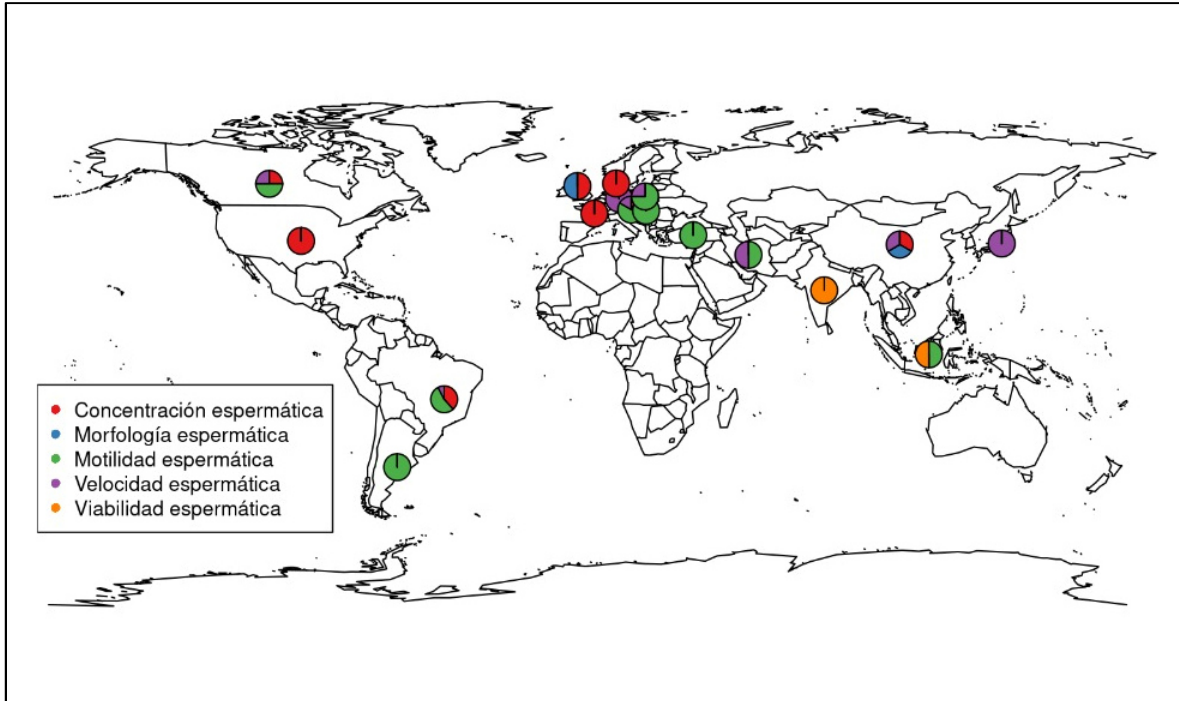 Concentración espermática
Morfología espermática
Motilidad espermática
Velocidad espermática
Viabilidad espermática